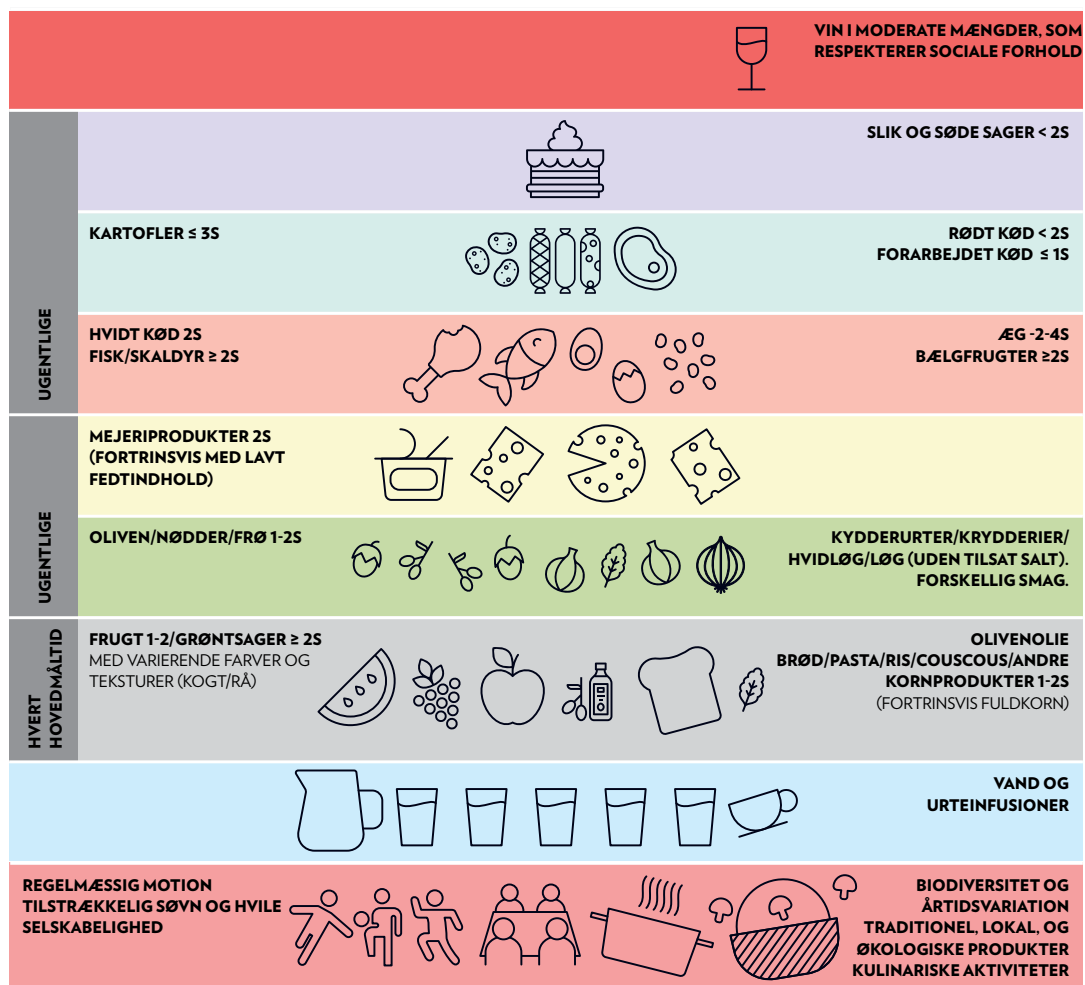 VIN I MODERATE MÆNGDER, SOM
RESPEKTERER SOCIALE FORHOLD
UGENTLIGE
SLIK OG SØDE SAGER < 2S
KARTOFLER ≤ 3S
RØDT KØD < 2S
FORARBEJDET KØD ≤ 1S
HVIDT KØD 2S
FISK/SKALDYR ≥ 2S
ÆG -2-4S
BÆLGFRUGTER ≥2S
UGENTLIGE
MEJERIPRODUKTER 2S
(FORTRINSVIS MED LAVT
FEDTINDHOLD)
OLIVEN/NØDDER/FRØ 1-2S
KYDDERURTER/KRYDDERIER/
HVIDLØG/LØG (UDEN TILSAT SALT).
FORSKELLIG SMAG.
HVERT
HOVEDMÅLTID
FRUGT 1-2/GRØNTSAGER ≥ 2S
MED VARIERENDE FARVER OG
TEKSTURER (KOGT/RÅ)
OLIVENOLIE
BRØD/PASTA/RIS/COUSCOUS/ANDRE
KORNPRODUKTER 1-2S
(FORTRINSVIS FULDKORN)
VAND OG
URTEINFUSIONER
REGELMÆSSIG MOTION
TILSTRÆKKELIG SØVN OG HVILE
SELSKABELIGHED
BIODIVERSITET OG
ÅRTIDSVARIATION
TRADITIONEL, LOKAL, OG
ØKOLOGISKE PRODUKTER
KULINARISKE AKTIVITETER